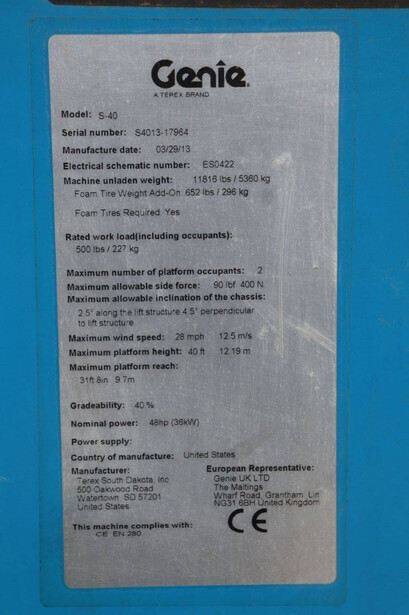 Genie
A TEREX BRAND
Model: S-40
Serial number: S4013-17964
Manufacture date: 03/29/13
Electrical schematic number: ES0422
Machine unladen weight: 11816 lbs / 5360 kg
Foam Tire Weight Add-On: 652 lbs / 296 kg
Foam Tires Required: Yes
Rated work load(including occupants):
500 lbs / 227 kg
Maximum number of platform occupants: 2
Maximum allowable side force: 90 lbf 400 N
Maximum allowable inclination of the chassis:
2.5° along the lift structure 4.5° perpendicular
to lift structure
Maximum wind speed: 28 mph 12.5 m/s
Maximum platform height: 40 ft 12.19 m
Maximum platform reach:
31ft 8in 9.7m
Gradeability: 40 %
Nominal power: 48hp (36kW)
Power supply:
Country of manufacture: United States
Manufacturer:
Terex South Dakota, Inc
500 Oakwood Road
Watertown, SD 57201
United States
European Representative:
Genie UK LTD
The Maltings
Wharf Road, Grantham, Lin
NG31 6BH United Kingdom
This machine complies with:
CE EN 280
CE